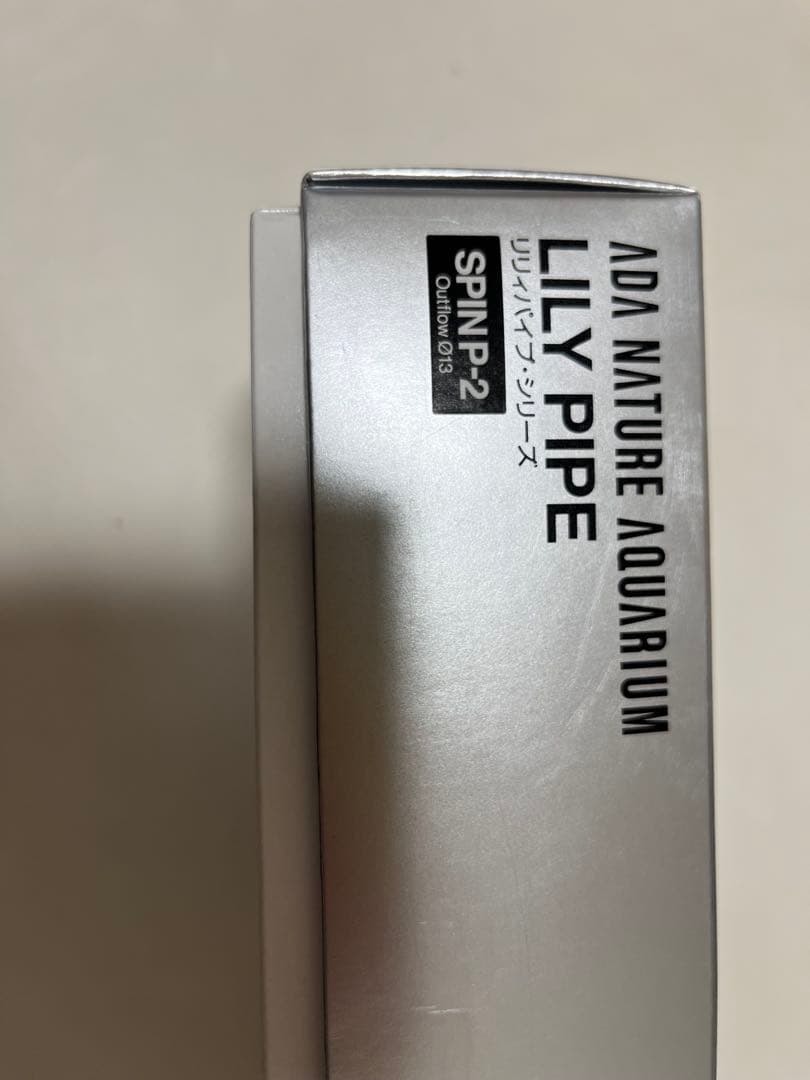 ADA NATURE AQUARIUM
LILY PIPE
リリィパイプ・シリーズ
SPIN P-2
Outflow Ø13